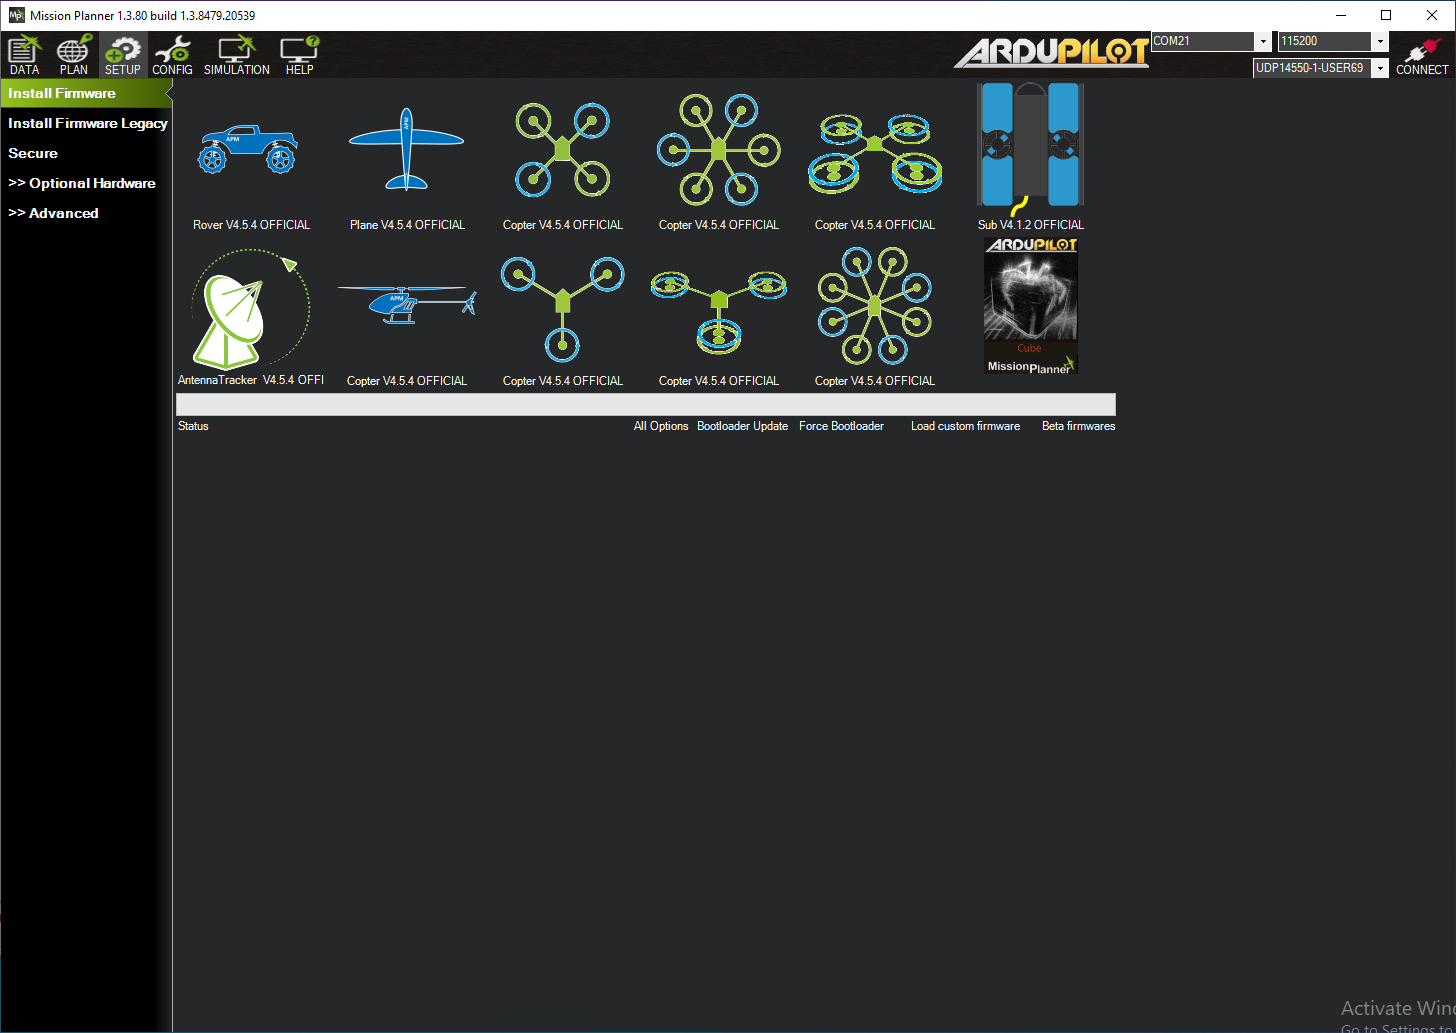 Mission Planner 1.3.80 build 1.3.8479.20539
DATA PLAN SETUP CONFIG SIMULATION HELP
ARDUPILOT
COM21 115200
UDP14550-1-USER69
CONNECT
Install Firmware
Install Firmware Legacy
Secure
>> Optional Hardware
>> Advanced
APM
APM
Rover V4.5.4 OFFICIAL
Plane V4.5.4 OFFICIAL
Copter V4.5.4 OFFICIAL
Copter V4.5.4 OFFICIAL
Copter V4.5.4 OFFICIAL
Sub V4.1.2 OFFICIAL
APM
ARDUPILOT
Cube
MissionPlanner
AntennaTracker V4.5.4 OFFI
Copter V4.5.4 OFFICIAL
Copter V4.5.4 OFFICIAL
Copter V4.5.4 OFFICIAL
Copter V4.5.4 OFFICIAL
Status
All Options Bootloader Update Force Bootloader Load custom firmware Beta firmwares
Activate Win
Go to Settings to